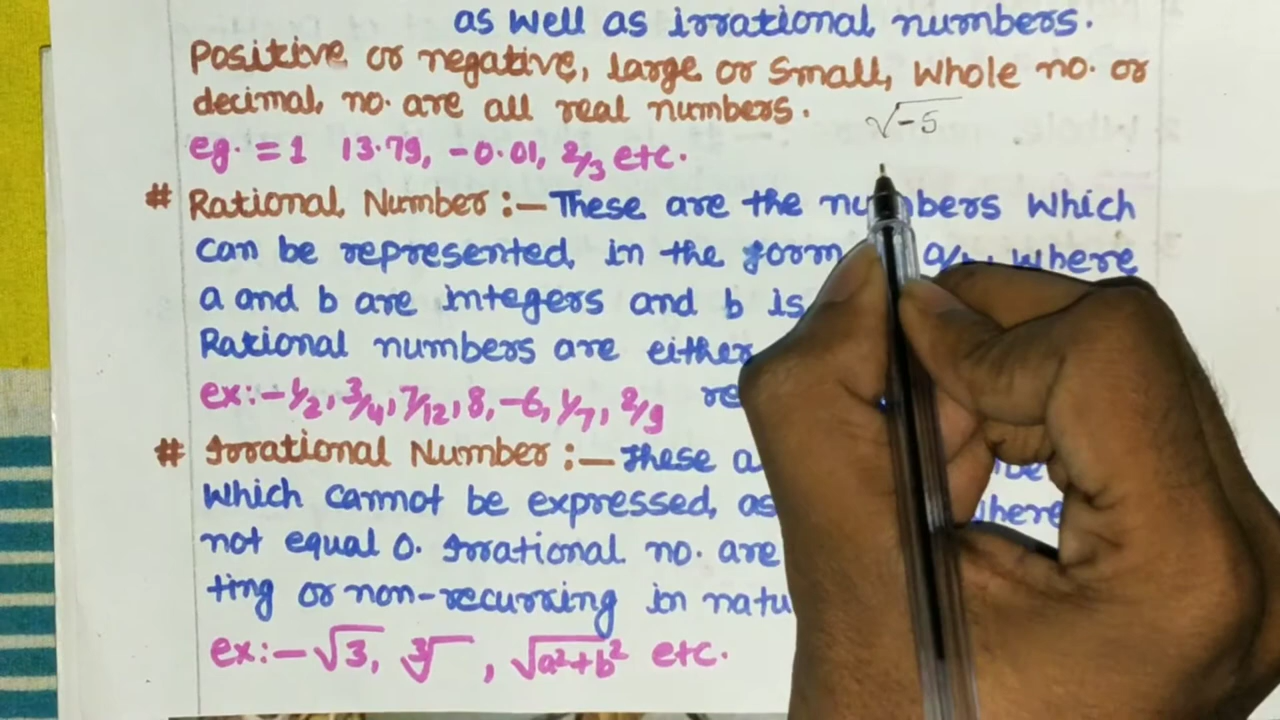 as well as irrational numbers.
Positive or negative, large or small, whole no. or
decimal no. are all real numbers.
√-5
eg. = 1 13.79, -0.01, 2/3 etc.
# Rational Number :- These are the numbers which
can be represented in the form a/b, where
a and b are integers and b is
Rational numbers are either
ex:- 1/2, 3/4, 7/12, 8, -6, 1/7, 2/9 re
# Irrational Number :- These a
which cannot be expressed as where
not equal 0. Irrational no. are
ting or non-recurring in natu
ex:- √3, ∛ , √a²+b² etc.